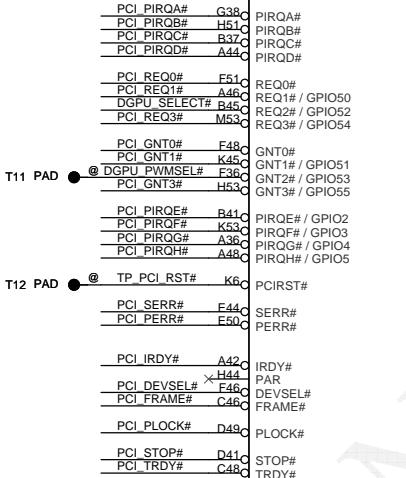 PCI_PIRQA# G38 PIRQA#
PCI_PIRQB# H51 PIRQB#
PCI_PIRQC# B37 PIRQC#
PCI_PIRQD# A44 PIRQD#
PCI_REQ0# F51 REQ0#
PCI_REQ1# A46 REQ1# / GPIO50
DGPU_SELECT# B45 REQ2# / GPIO52
PCI_REQ3# M53 REQ3# / GPIO54
PCI_GNT0# F48 GNT0#
PCI_GNT1# K45 GNT1# / GPIO51
T11 PAD @ DGPU_PWMSEL# F36 GNT2# / GPIO53
PCI_GNT3# H53 GNT3# / GPIO55
PCI_PIRQE# B41 PIRQE# / GPIO2
PCI_PIRQF# K53 PIRQF# / GPIO3
PCI_PIRQG# A36 PIRQG# / GPIO4
PCI_PIRQH# A48 PIRQH# / GPIO5
T12 PAD @ TP_PCI_RST# K6 PCIRST#
PCI_SERR# E44 SERR#
PCI_PERR# E50 PERR#
PCI_IRDY# A42 IRDY#
H44 PAR
PCI_DEVSEL# F46 DEVSEL#
PCI_FRAME# C46 FRAME#
PCI_PLOCK# D49 PLOCK#
PCI_STOP# D41 STOP#
PCI_TRDY# C48 TRDY#